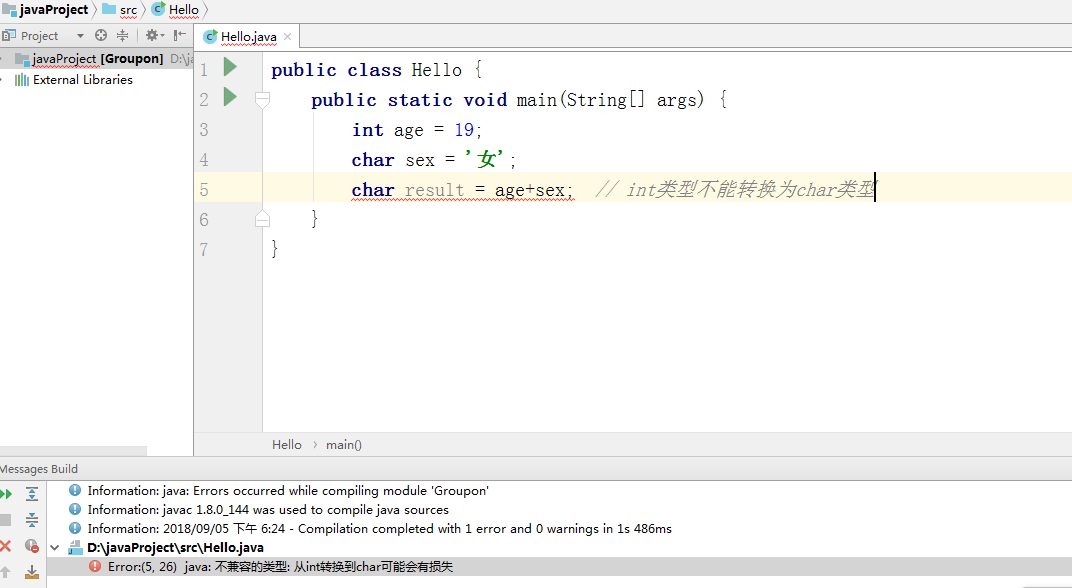 javaProject src Hello
Project Hello.java
javaProject [Groupon] D:\ja
External Libraries
1 public class Hello {
2 public static void main(String[] args) {
3 int age = 19;
4 char sex = '女';
5 char result = age+sex; // int类型不能转换为char类型
6 }
7 }
Hello main()
Messages Build
Information: java: Errors occurred while compiling module 'Groupon'
Information: javac 1.8.0_144 was used to compile java sources
Information: 2018/09/05 下午 6:24 - Compilation completed with 1 error and 0 warnings in 1s 486ms
D:\javaProject\src\Hello.java
Error:(5, 26) java: 不兼容的类型: 从int转换到char可能会有损失